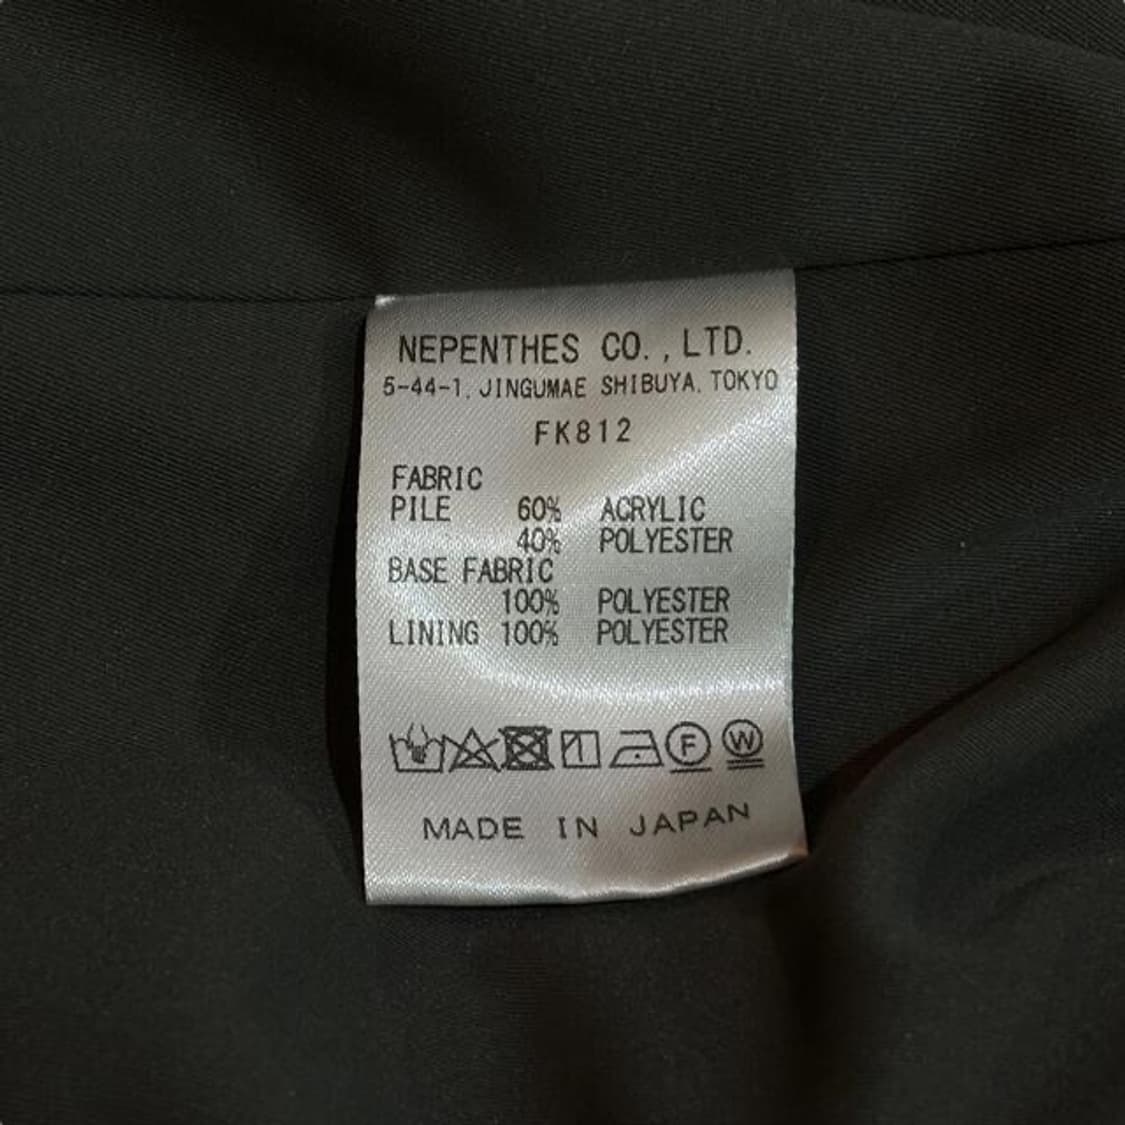 NEPENTHES CO., LTD.
5-44-1, JINGUMAE SHIBUYA, TOKYO
FK812
FABRIC
PILE 60% ACRYLIC
40% POLYESTER
BASE FABRIC
100% POLYESTER
LINING 100% POLYESTER
F W
MADE IN JAPAN